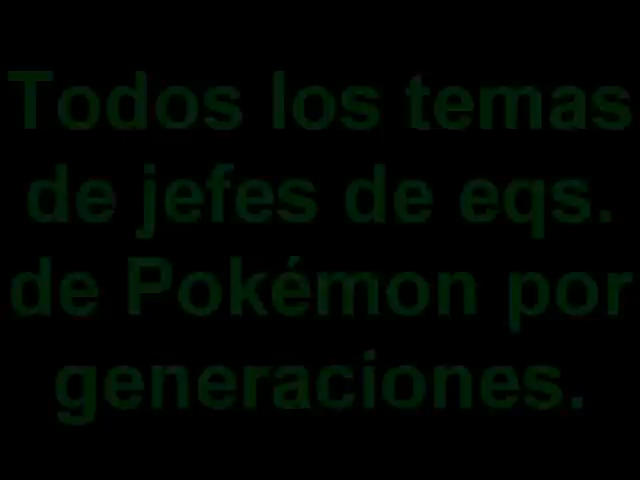 Todos los temas
de jefes de eqs.
de Pokémon por
generaciones.